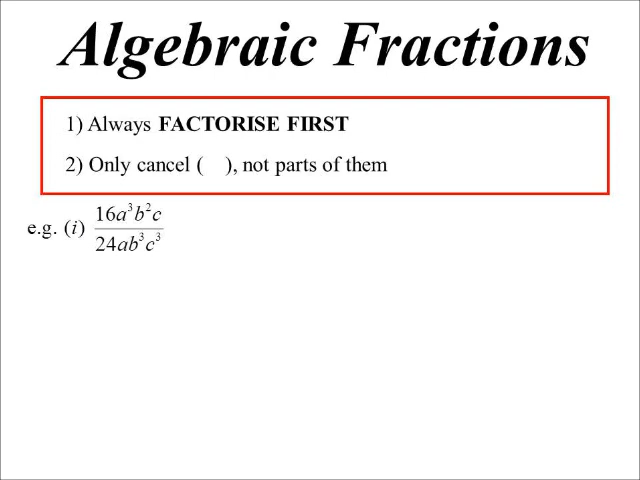 Algebraic Fractions
1) Always FACTORISE FIRST
2) Only cancel (    ), not parts of them
e.g. (i) 16a³b²c / 24ab³c³